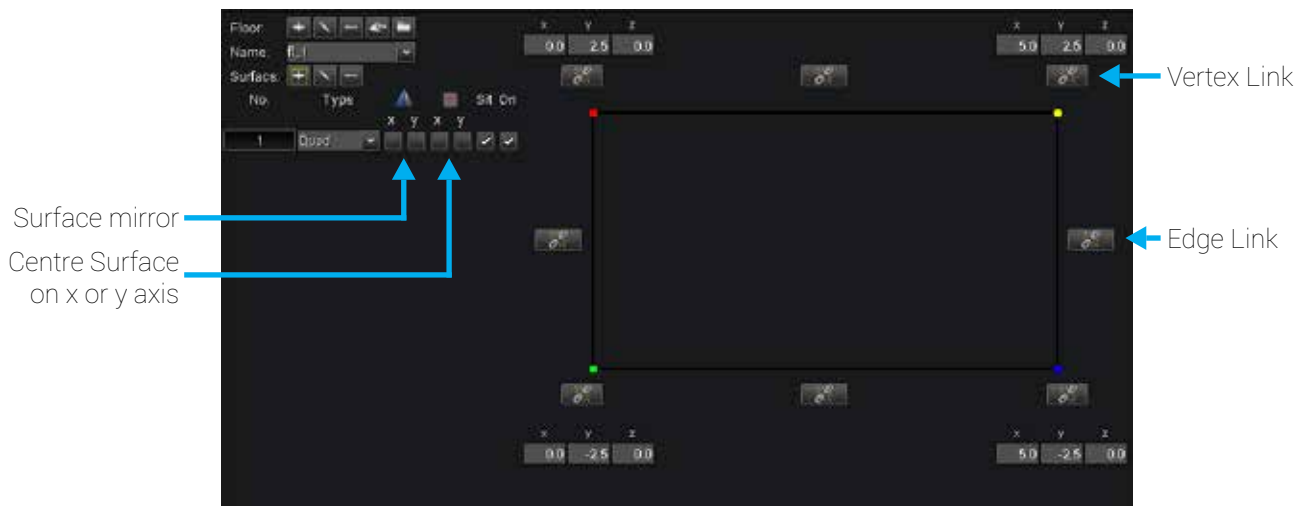 Floor:
Name: fl_1
Surface:
No. Type Sit On
x y x y
1 Quad
x y z
0.0 2.5 0.0
x y z
5.0 2.5 0.0
Vertex Link
Surface mirror
Centre Surface
on x or y axis
Edge Link
x y z
0.0 -2.5 0.0
x y z
5.0 -2.5 0.0